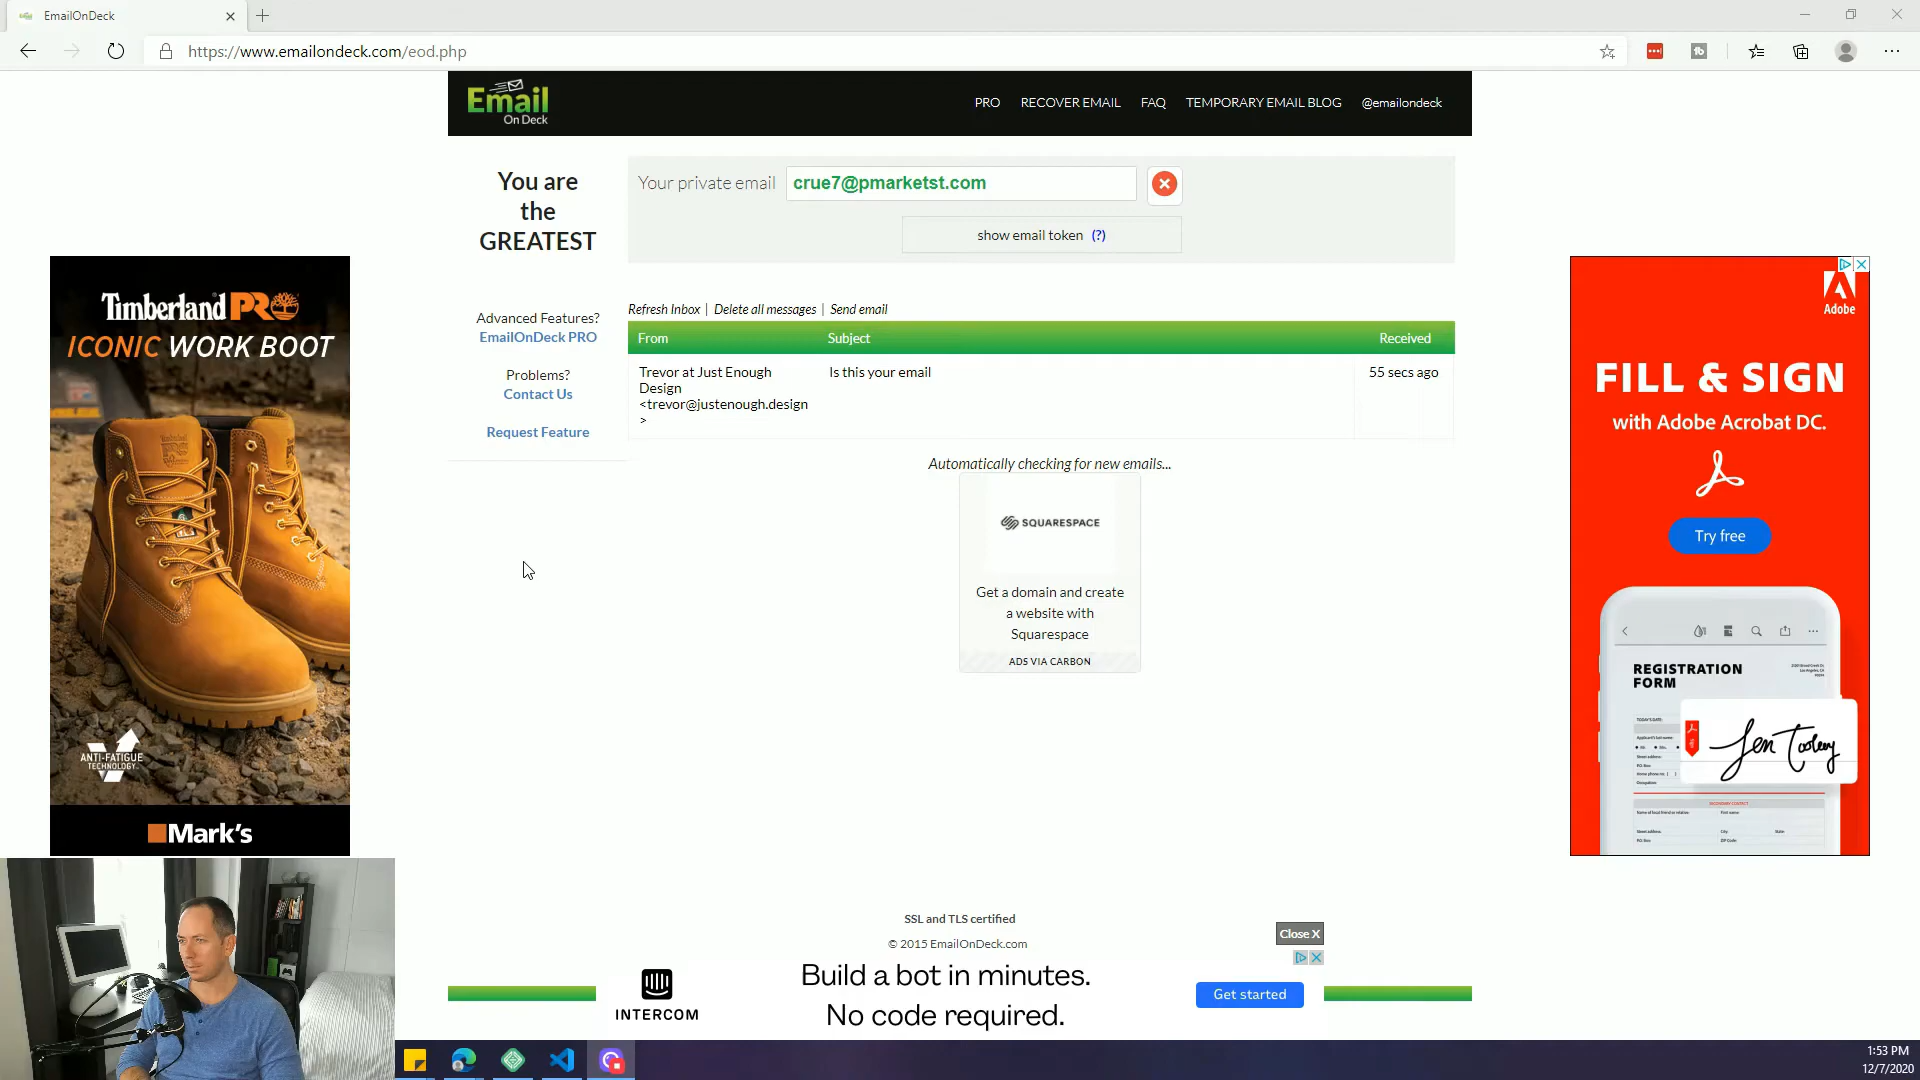 EmailOnDeck
https://www.emailondeck.com/eod.php
Email
On Deck
PRO
RECOVER EMAIL
FAQ
TEMPORARY EMAIL BLOG
@emailondeck
You are
the
GREATEST
Your private email
crue7@pmarketst.com
show email token (?)
Advanced Features?
EmailOnDeck PRO
Problems?
Contact Us
Request Feature
Refresh Inbox | Delete all messages | Send email
From
Subject
Received
Trevor at Just Enough
Design
<trevor@justenough.design
>
Is this your email
55 secs ago
Automatically checking for new emails...
SQUARESPACE
Get a domain and create
a website with
Squarespace
ADS VIA CARBON
Timberland PRO
ICONIC WORK BOOT
ANTI-FATIGUE
TECHNOLOGY
Mark's
Adobe
FILL & SIGN
with Adobe Acrobat DC.
Try free
REGISTRATION
FORM
Jen Tooley
SSL and TLS certified
© 2015 EmailOnDeck.com
Close X
INTERCOM
Build a bot in minutes.
No code required.
Get started
1:53 PM
12/7/2020